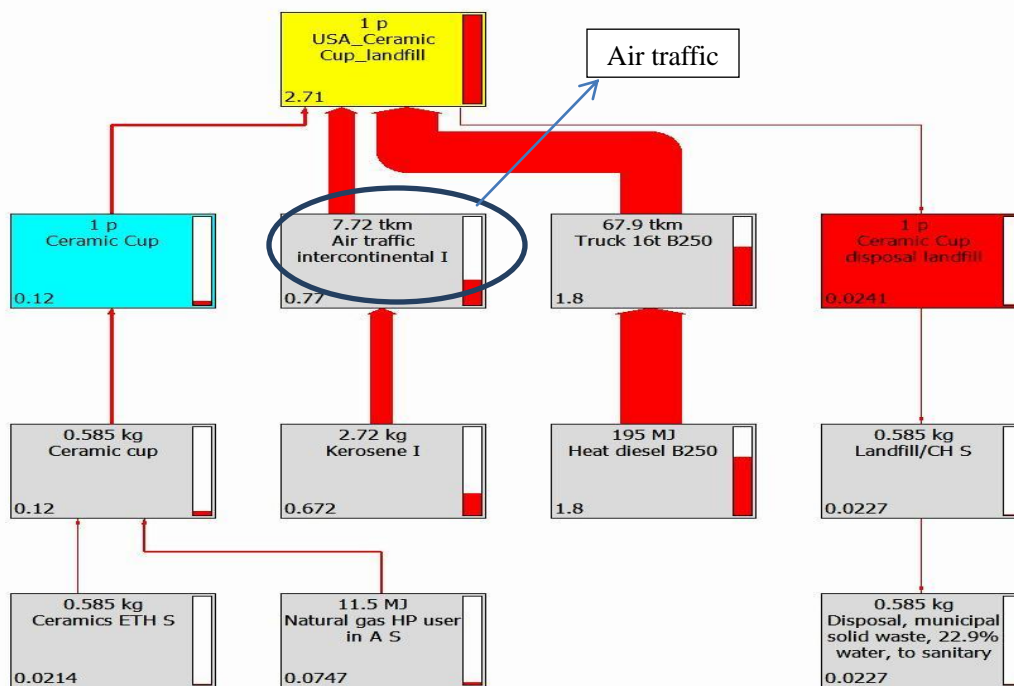 1 p
USA_Ceramic
Cup_landfill
2.71
Air traffic
1 p
Ceramic Cup
0.12
7.72 tkm
Air traffic
intercontinental I
0.77
67.9 tkm
Truck 16t B250
1.8
1 p
Ceramic Cup
disposal landfill
0.0241
0.585 kg
Ceramic cup
0.12
2.72 kg
Kerosene I
0.672
195 MJ
Heat diesel B250
1.8
0.585 kg
Landfill/CH S
0.0227
0.585 kg
Ceramics ETH S
0.0214
11.5 MJ
Natural gas HP user
in A S
0.0747
0.585 kg
Disposal, municipal
solid waste, 22.9%
water, to sanitary
0.0227